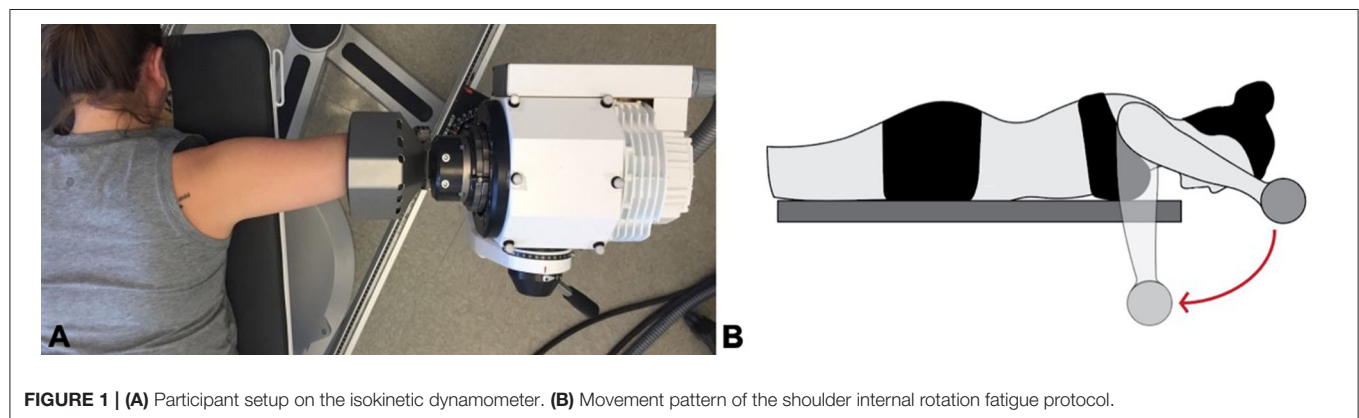 A
B
FIGURE 1 | (A) Participant setup on the isokinetic dynamometer. (B) Movement pattern of the shoulder internal rotation fatigue protocol.